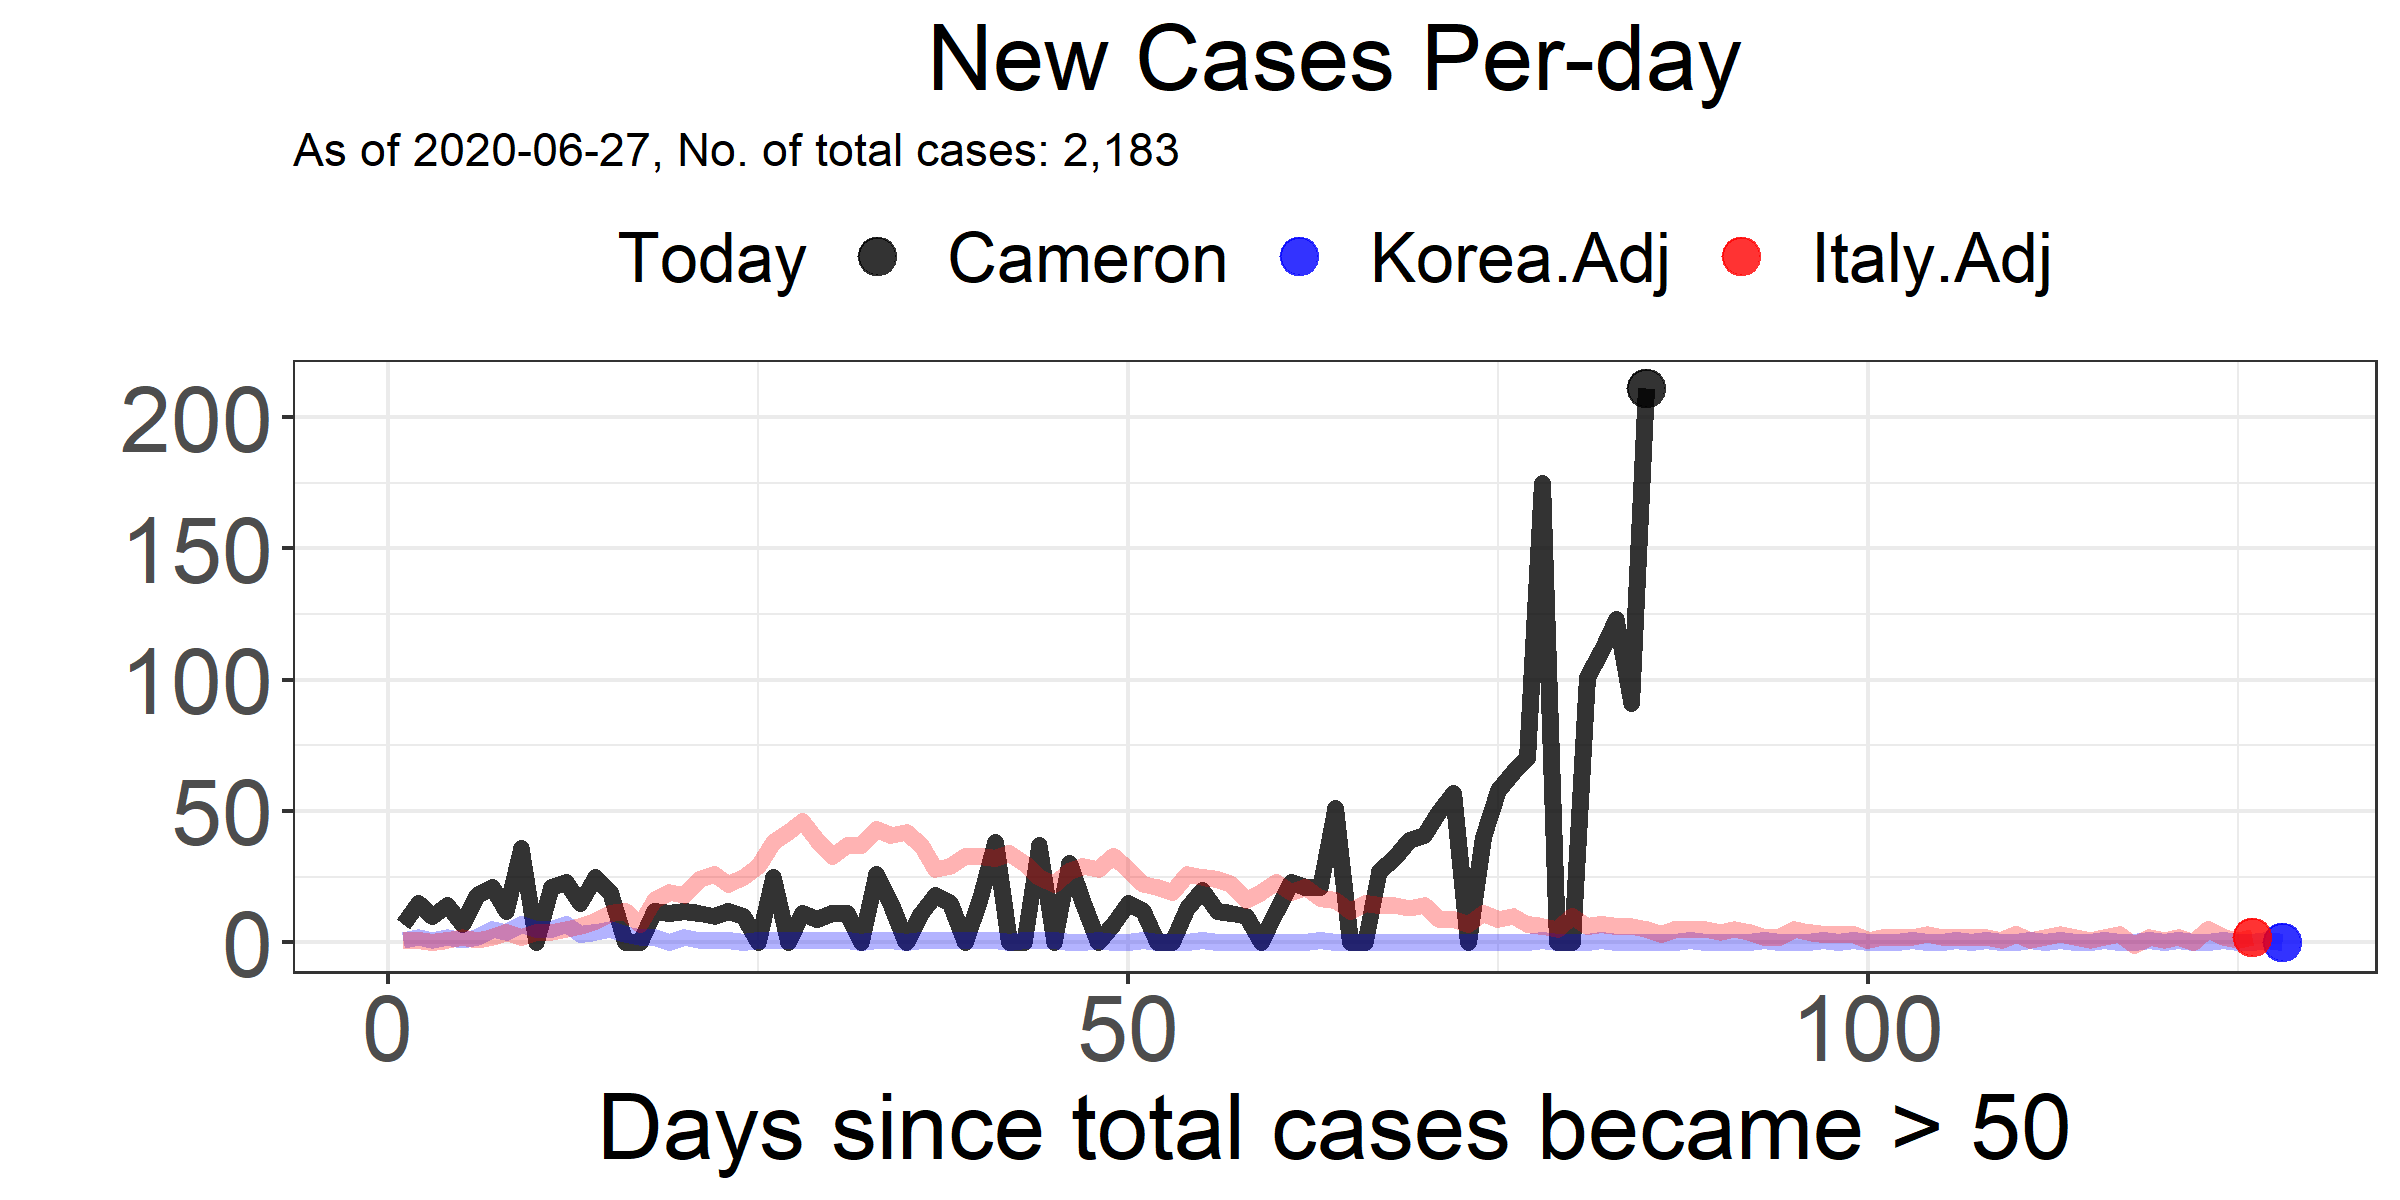 New Cases Per-day
As of 2020-06-27, No. of total cases: 2,183
Today Cameron Korea.Adj Italy.Adj
200
150
100
50
0
0 50 100
Days since total cases became > 50